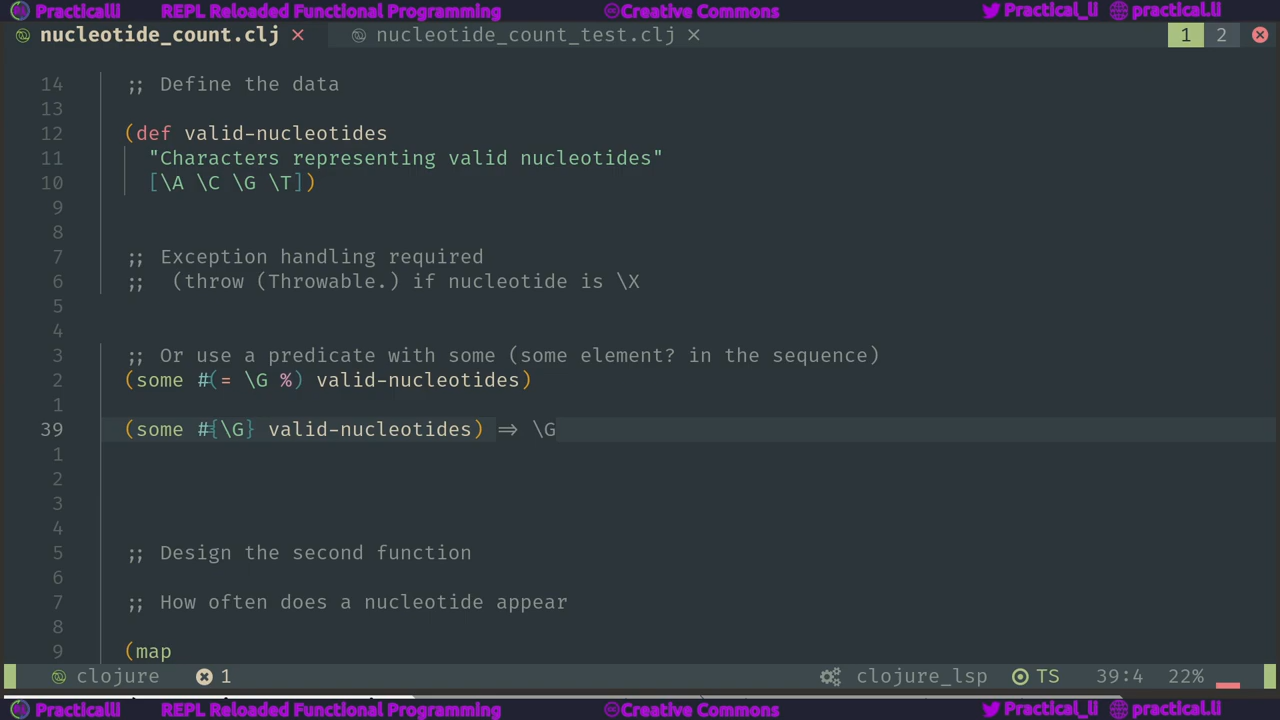 Practicalli REPL Reloaded Functional Programming Creative Commons Practical_li practical.li
nucleotide_count.clj × nucleotide_count_test.clj × 1 2
14 ;; Define the data
13
12 (def valid-nucleotides
11 "Characters representing valid nucleotides"
10 [\A \C \G \T])
9
8
7 ;; Exception handling required
6 ;; (throw (Throwable.) if nucleotide is \X
5
4
3 ;; Or use a predicate with some (some element? in the sequence)
2 (some #(= \G %) valid-nucleotides)
1
39 (some #{\G} valid-nucleotides) => \G
1
2
3
4
5 ;; Design the second function
6
7 ;; How often does a nucleotide appear
8
9 (map
clojure 1 clojure_lsp TS 39:4 22%
Practicalli REPL Reloaded Functional Programming Creative Commons Practical_li practical.li